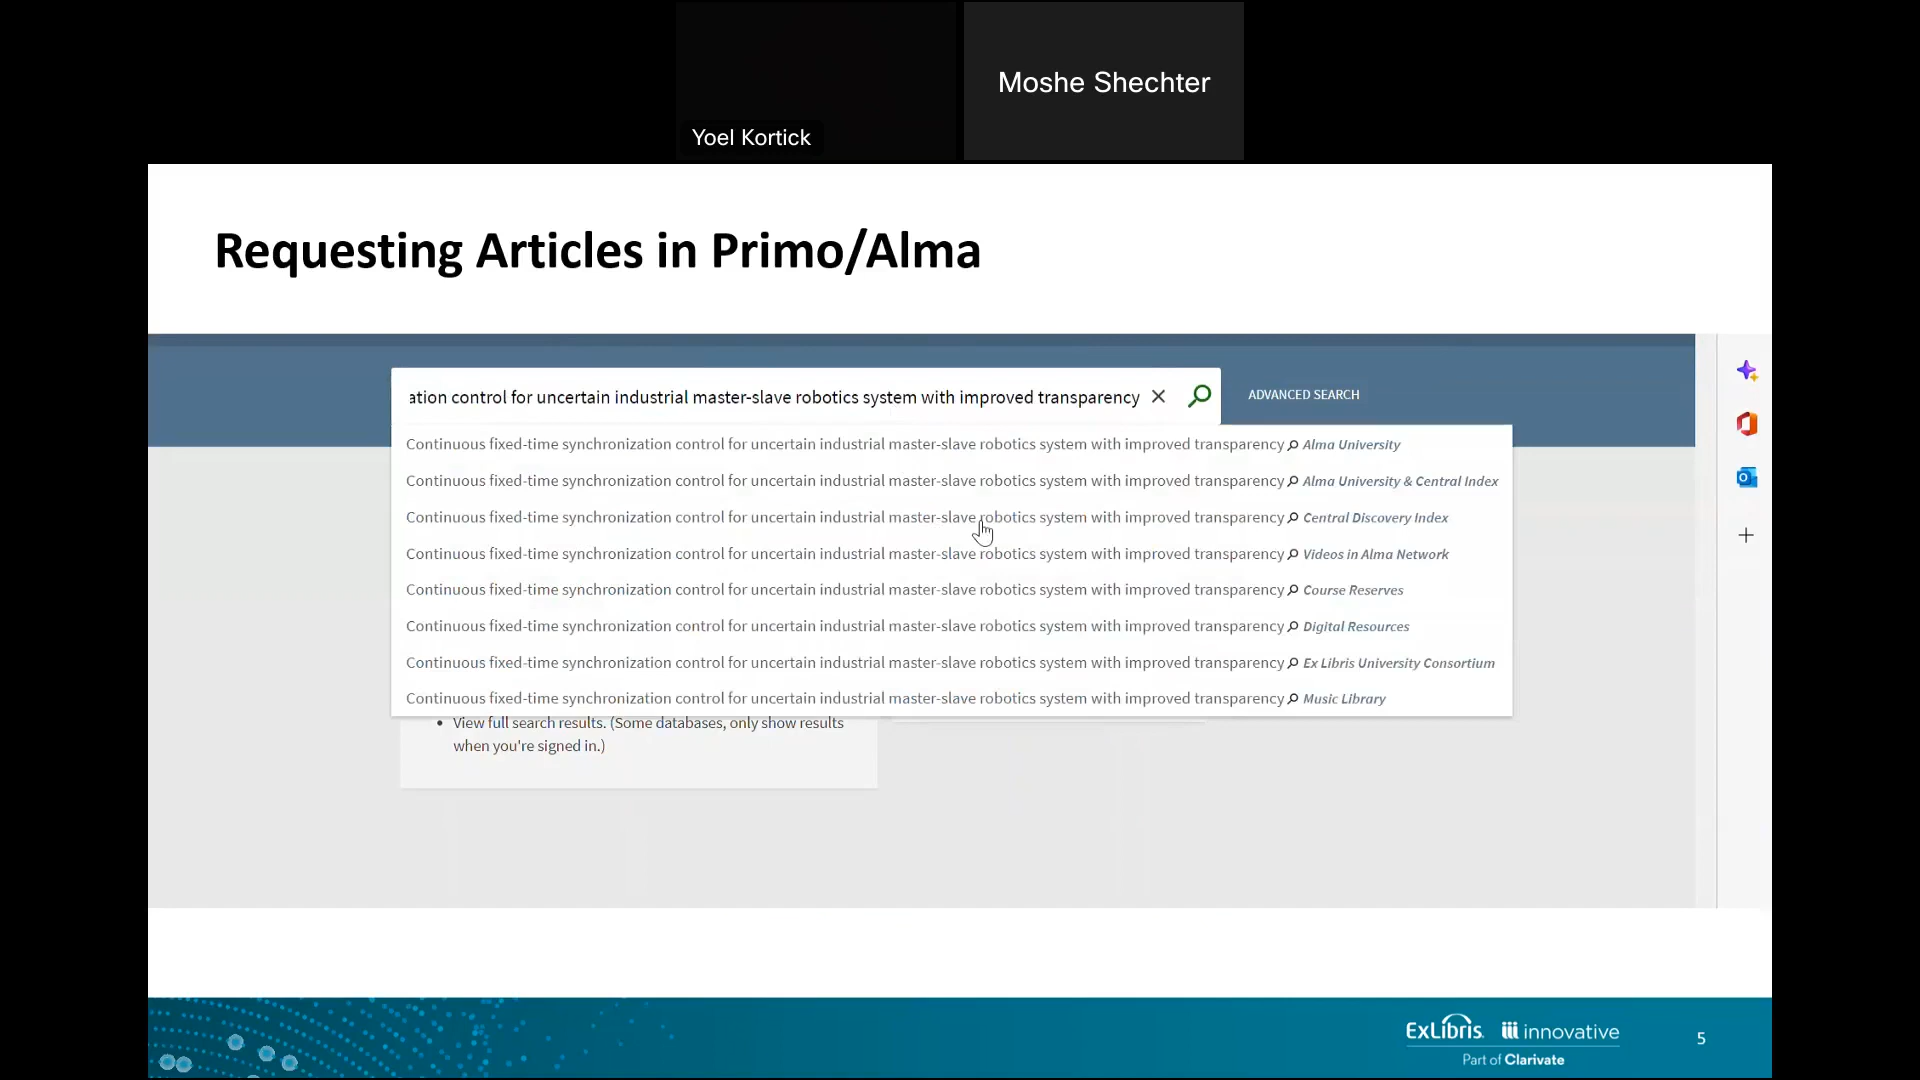 Moshe Shechter
Yoel Kortick
Requesting Articles in Primo/Alma
ation control for uncertain industrial master-slave robotics system with improved transparency
ADVANCED SEARCH
Continuous fixed-time synchronization control for uncertain industrial master-slave robotics system with improved transparency Alma University
Continuous fixed-time synchronization control for uncertain industrial master-slave robotics system with improved transparency Alma University & Central Index
Continuous fixed-time synchronization control for uncertain industrial master-slave robotics system with improved transparency Central Discovery Index
Continuous fixed-time synchronization control for uncertain industrial master-slave robotics system with improved transparency Videos in Alma Network
Continuous fixed-time synchronization control for uncertain industrial master-slave robotics system with improved transparency Course Reserves
Continuous fixed-time synchronization control for uncertain industrial master-slave robotics system with improved transparency Digital Resources
Continuous fixed-time synchronization control for uncertain industrial master-slave robotics system with improved transparency Ex Libris University Consortium
Continuous fixed-time synchronization control for uncertain industrial master-slave robotics system with improved transparency Music Library
• View full search results. (Some databases, only show results
when you're signed in.)
ExLibris iii innovative
Part of Clarivate
5